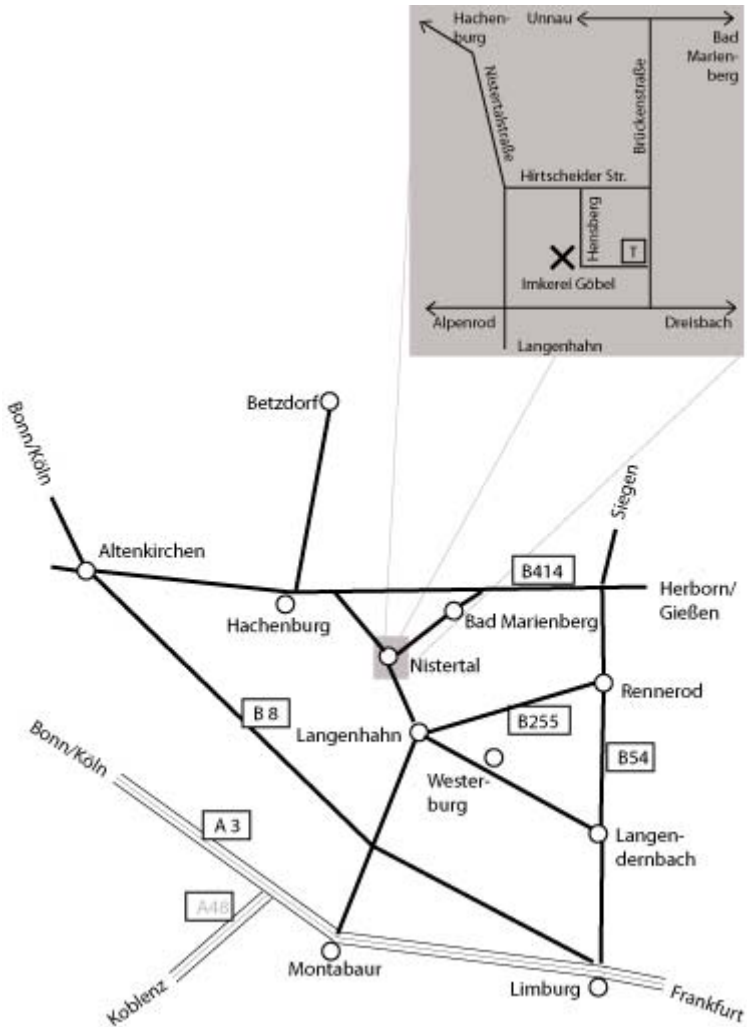 Hachen-
burg
Unnau
Bad
Marien-
berg
Nistertalstraße
Brückenstraße
Hirtscheider Str.
Hensberg
T
Imkerei Göbel
Alpenrod
Dreisbach
Langenhahn
Betzdorf
Bonn/Köln
Siegen
Altenkirchen
B414
Herborn/
Gießen
Hachenburg
Bad Marienberg
Nistertal
Rennerod
B 8
Langenhahn
B255
Bonn/Köln
B54
Wester-
burg
A 3
Langen-
dernbach
A48
Montabaur
Koblenz
Limburg
Frankfurt